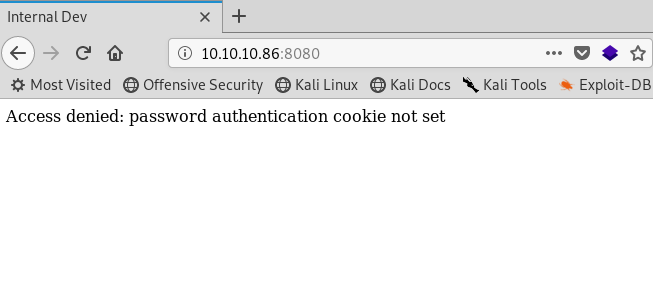 Internal Dev
10.10.10.86:8080
Most Visited Offensive Security Kali Linux Kali Docs Kali Tools Exploit-DB
Access denied: password authentication cookie not set